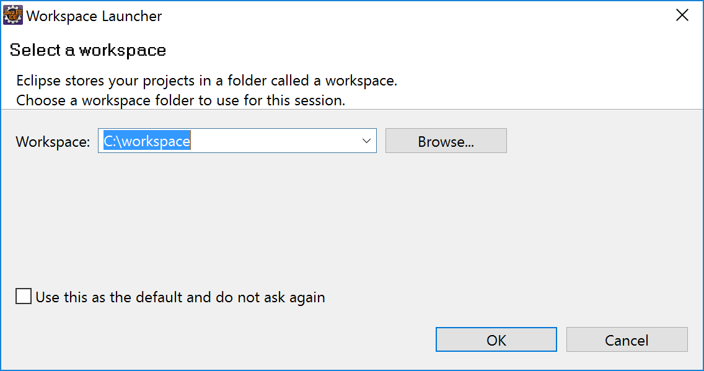 Workspace Launcher
Select a workspace
Eclipse stores your projects in a folder called a workspace.
Choose a workspace folder to use for this session.
Workspace: C:\workspace Browse...
Use this as the default and do not ask again
OK Cancel